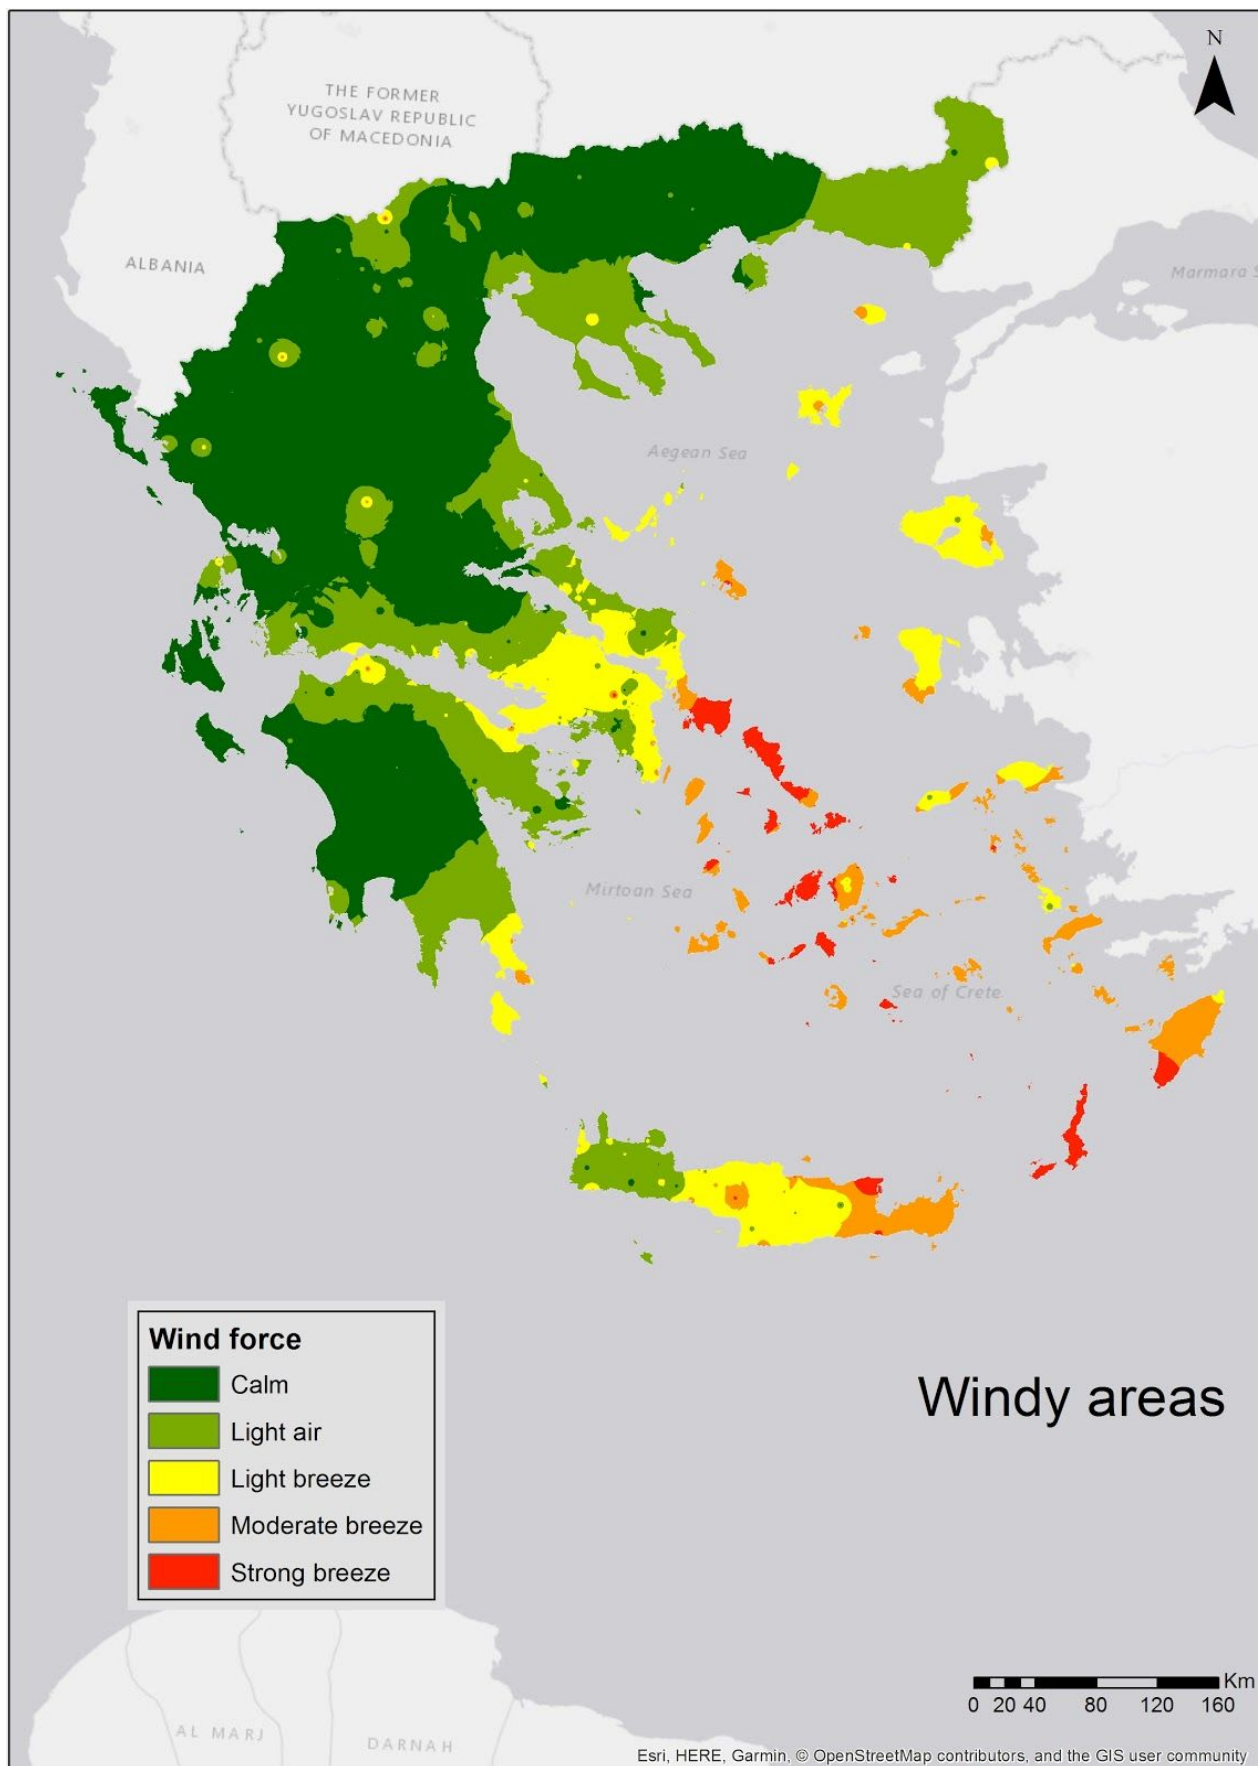 N
THE FORMER
YUGOSLAV REPUBLIC
OF MACEDONIA
ALBANIA
Marmara S
Aegean Sea
Mirtoan Sea
Sea of Crete
Wind force
Calm
Light air
Light breeze
Moderate breeze
Strong breeze
Windy areas
Km
0 20 40 80 120 160
AL MARJ
DARNAH
Esri, HERE, Garmin, © OpenStreetMap contributors, and the GIS user community